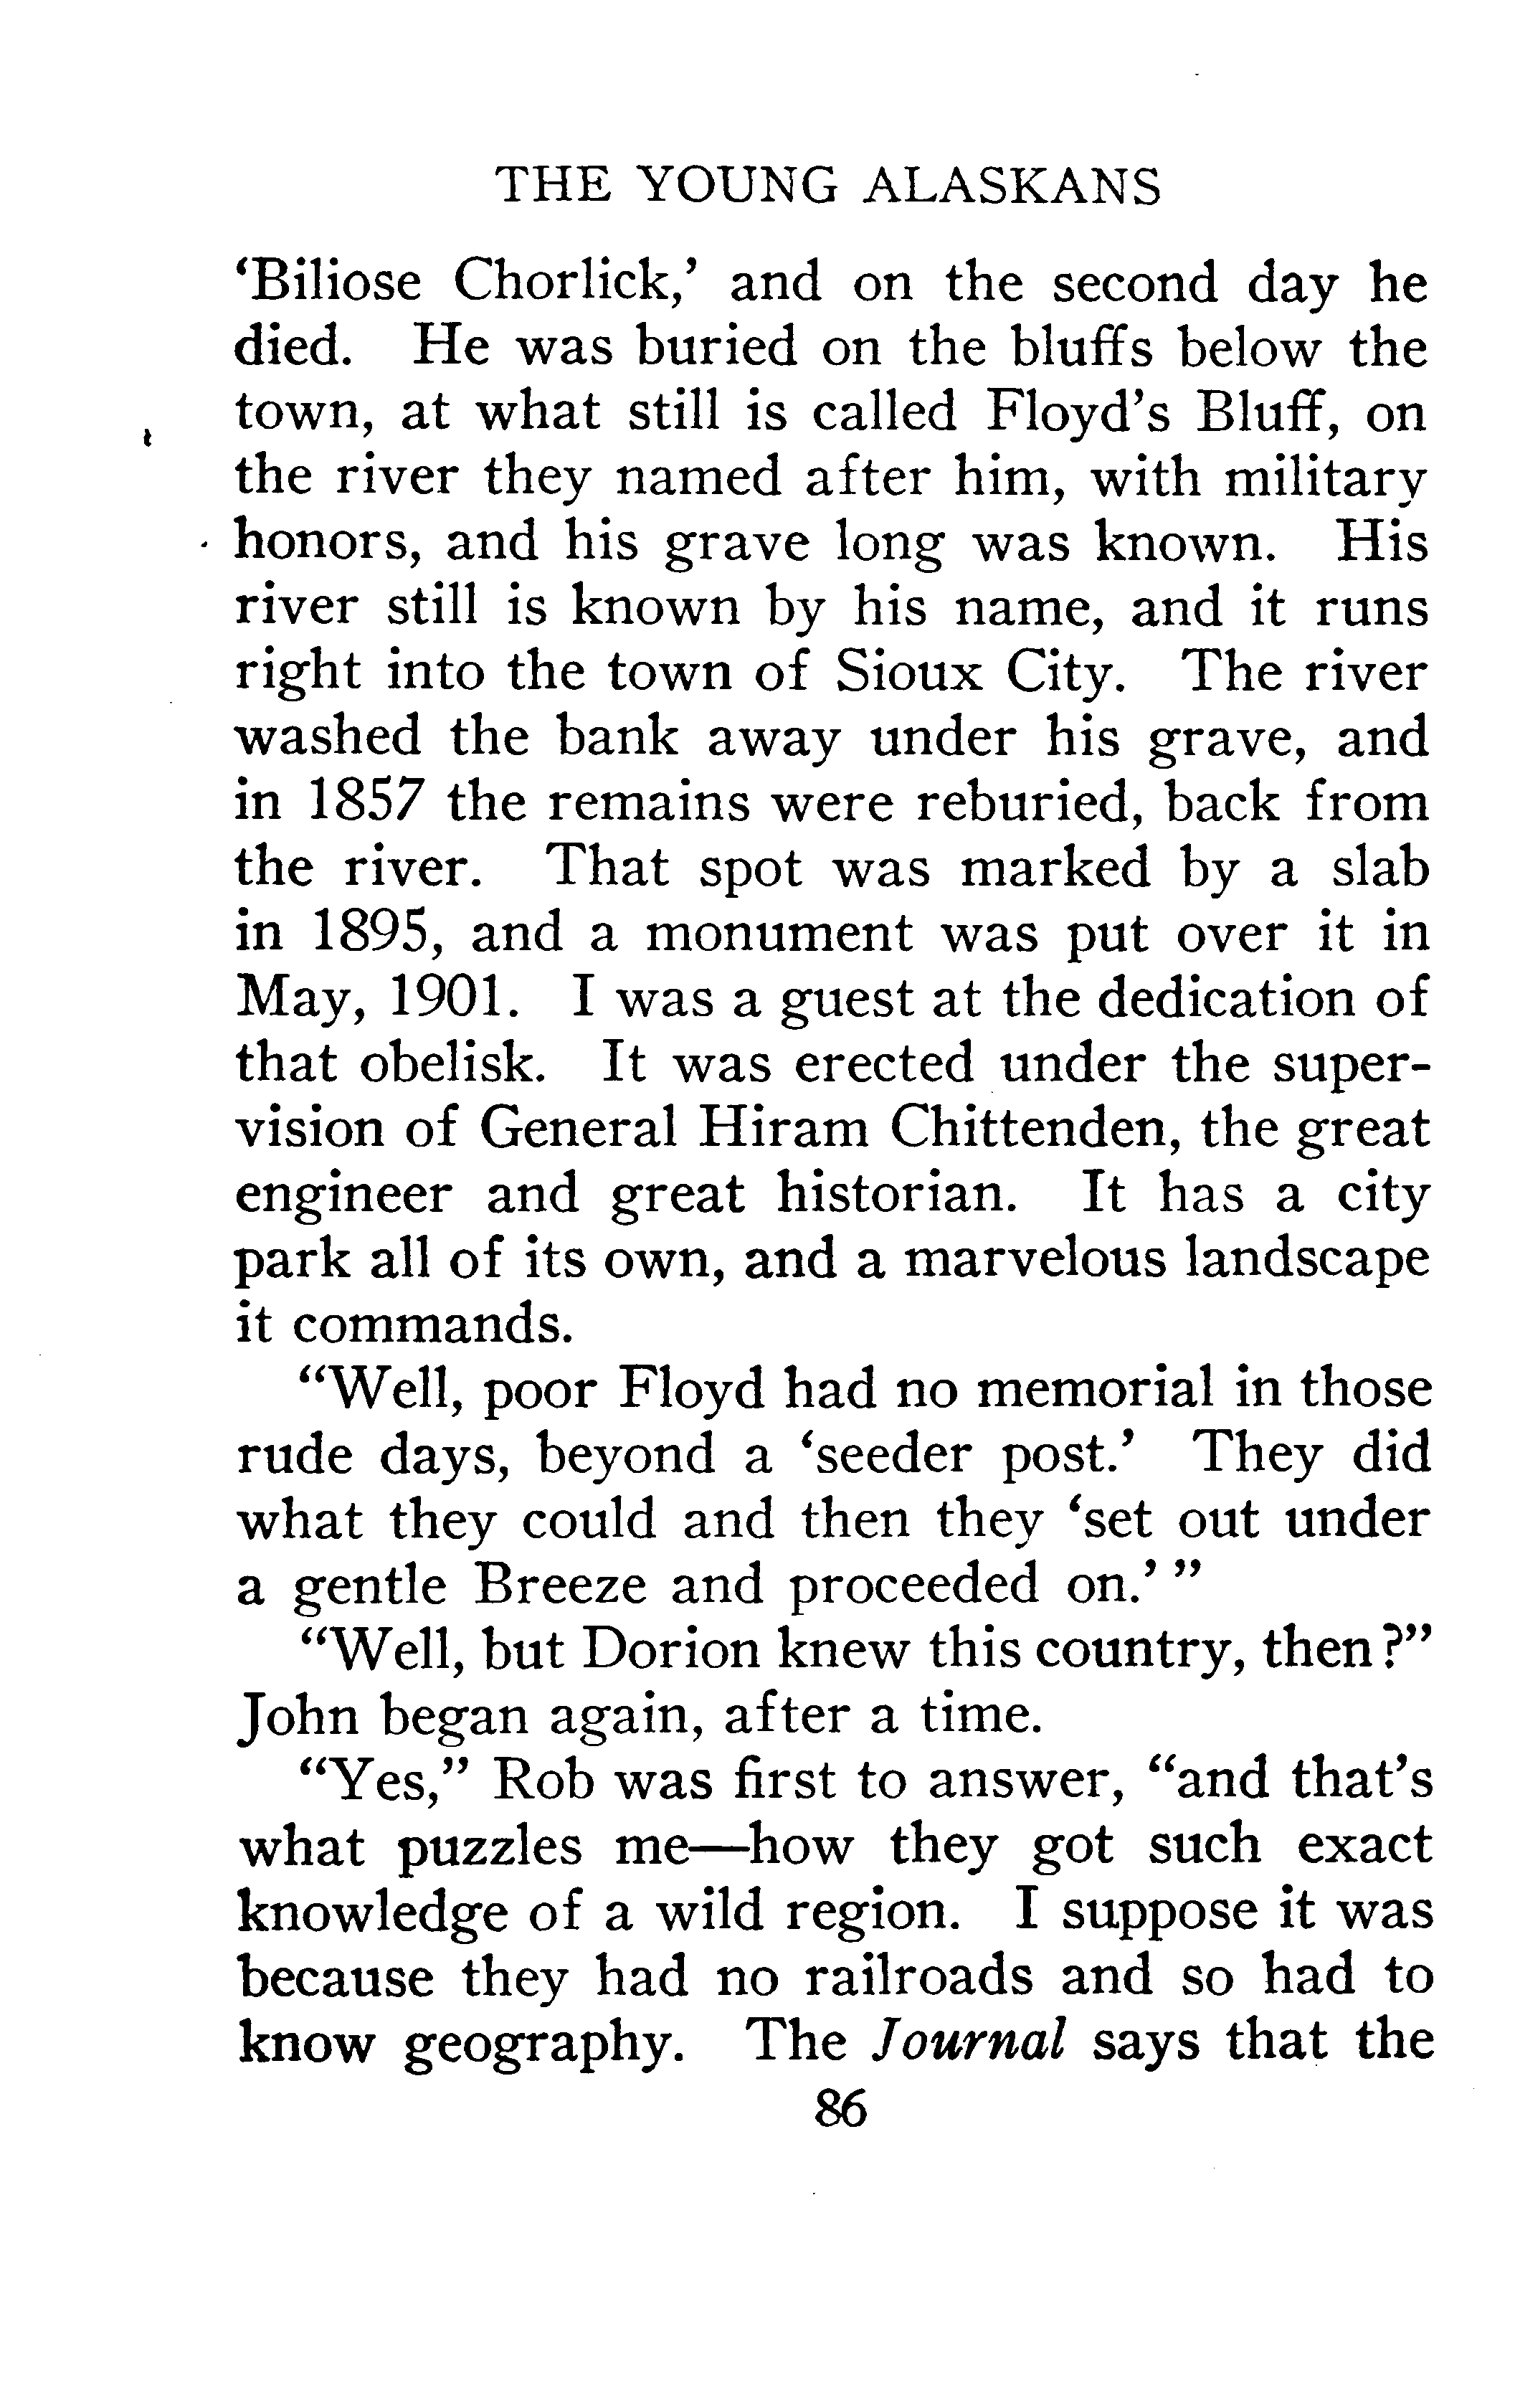 THE YOUNG ALASKANS
‘Biliose Chorlick,’ and on the second day he
died. He was buried on the bluffs below the
town, at what still is called Floyd’s Bluff, on
the river they named after him, with military
honors, and his grave long was known. His
river still is known by his name, and it runs
right into the town of Sioux City. The river
washed the bank away under his grave, and
in 1857 the remains were reburied, back from
the river. That spot was marked by a slab
in 1895, and a monument was put over it in
May, 1901. I was a guest at the dedication of
that obelisk. It was erected under the super-
vision of General Hiram Chittenden, the great
engineer and great historian. It has a city
park all of its own, and a marvelous landscape
it commands.
“Well, poor Floyd had no memorial in those
rude days, beyond a ‘seeder post.’ They did
what they could and then they ‘set out under
a gentle Breeze and proceeded on.’ ”
“Well, but Dorion knew this country, then?”
John began again, after a time.
“Yes,” Rob was first to answer, “and that’s
what puzzles me—how they got such exact
knowledge of a wild region. I suppose it was
because they had no railroads and so had to
know geography. The Journal says that the
86